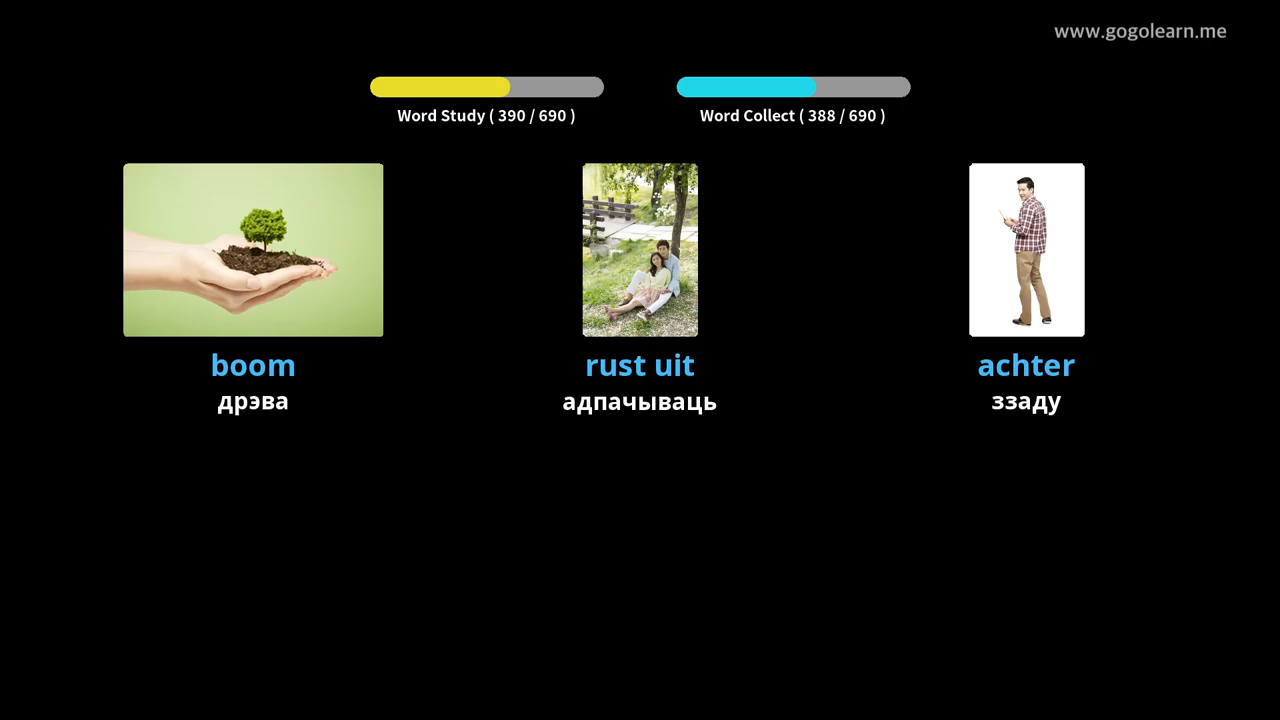 www.gogolearn.me
Word Study ( 390 / 690 )
Word Collect ( 388 / 690 )
boom
дрэва
rust uit
адпачываць
achter
ззаду